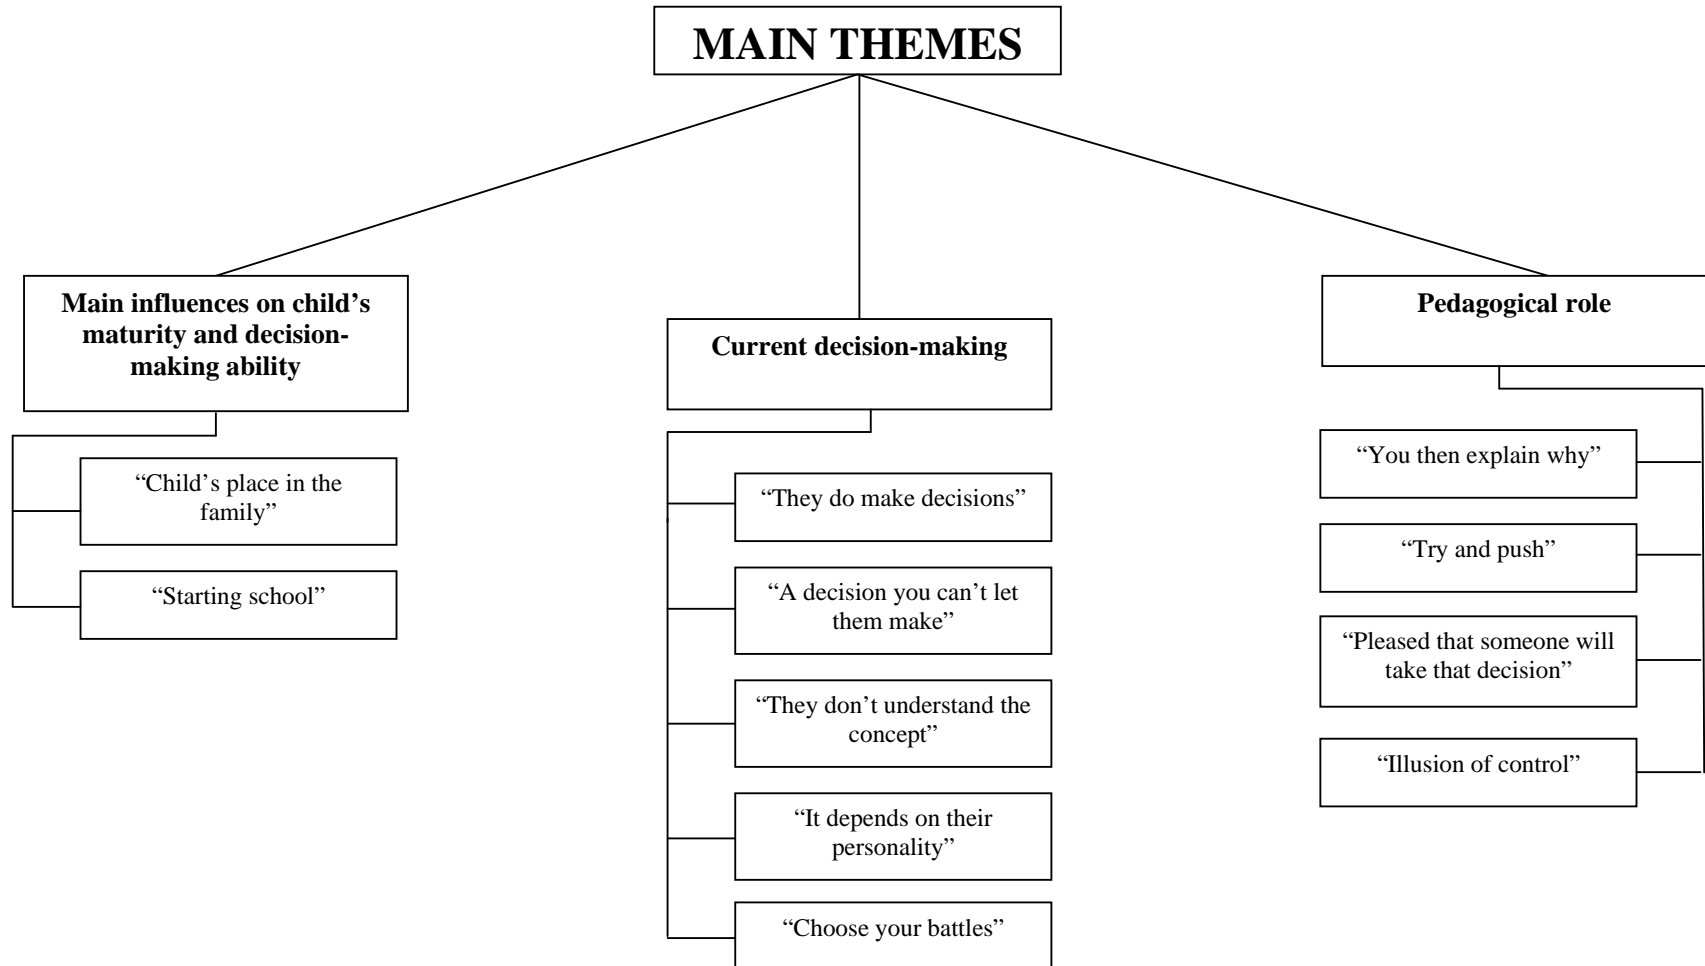 MAIN THEMES
Main influences on child’s
maturity and decision-
making ability
“Child’s place in the
family”
“Starting school”
Current decision-making
“They do make decisions”
“A decision you can’t let
them make”
“They don’t understand the
concept”
“It depends on their
personality”
“Choose your battles”
Pedagogical role
“You then explain why”
“Try and push”
“Pleased that someone will
take that decision”
“Illusion of control”